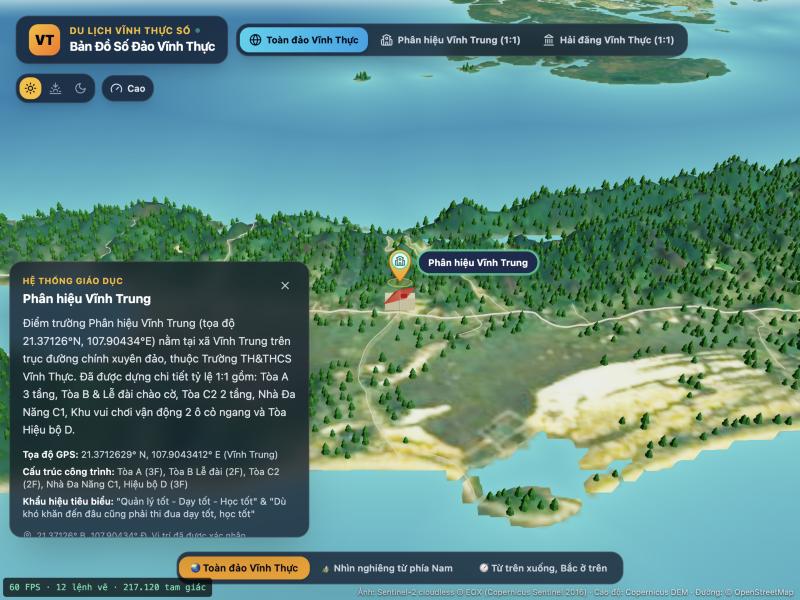 VT
DU LỊCH VĨNH THỰC SỐ
Bản Đồ Số Đảo Vĩnh Thực
Toàn đảo Vĩnh Thực
Phân hiệu Vĩnh Trung (1:1)
Hải đăng Vĩnh Thực (1:1)
Cao
Phân hiệu Vĩnh Trung
HỆ THỐNG GIÁO DỤC
Phân hiệu Vĩnh Trung
Điểm trường Phân hiệu Vĩnh Trung (tọa độ
21.37126°N, 107.90434°E) nằm tại xã Vĩnh Trung trên
trục đường chính xuyên đảo, thuộc Trường TH&THCS
Vĩnh Thực. Đã được dựng chi tiết tỷ lệ 1:1 gồm: Tòa A
3 tầng, Tòa B & Lễ đài chào cờ, Tòa C2 2 tầng, Nhà Đa
Năng C1, Khu vui chơi vận động 2 ô cỏ ngang và Tòa
Hiệu bộ D.
Tọa độ GPS: 21.3712629° N, 107.9043412° E (Vĩnh Trung)
Cấu trúc công trình: Tòa A (3F), Tòa B Lễ đài (2F), Tòa C2
(2F), Nhà Đa Năng C1, Hiệu bộ D (3F)
Khẩu hiệu tiêu biểu: "Quản lý tốt - Dạy tốt - Học tốt" & "Dù
khó khăn đến đâu cũng phải thi đua dạy tốt, học tốt"
21.37126° B, 107.90434° Đ. Vị trí đã được xác nhận
Toàn đảo Vĩnh Thực
Nhìn nghiêng từ phía Nam
Từ trên xuống, Bắc ở trên
60 FPS · 12 lệnh vẽ · 217.120 tam giác
Ảnh: Sentinel-2 cloudless © EOX (Copernicus Sentinel 2016) · Cao độ: Copernicus DEM · Đường: © OpenStreetMap